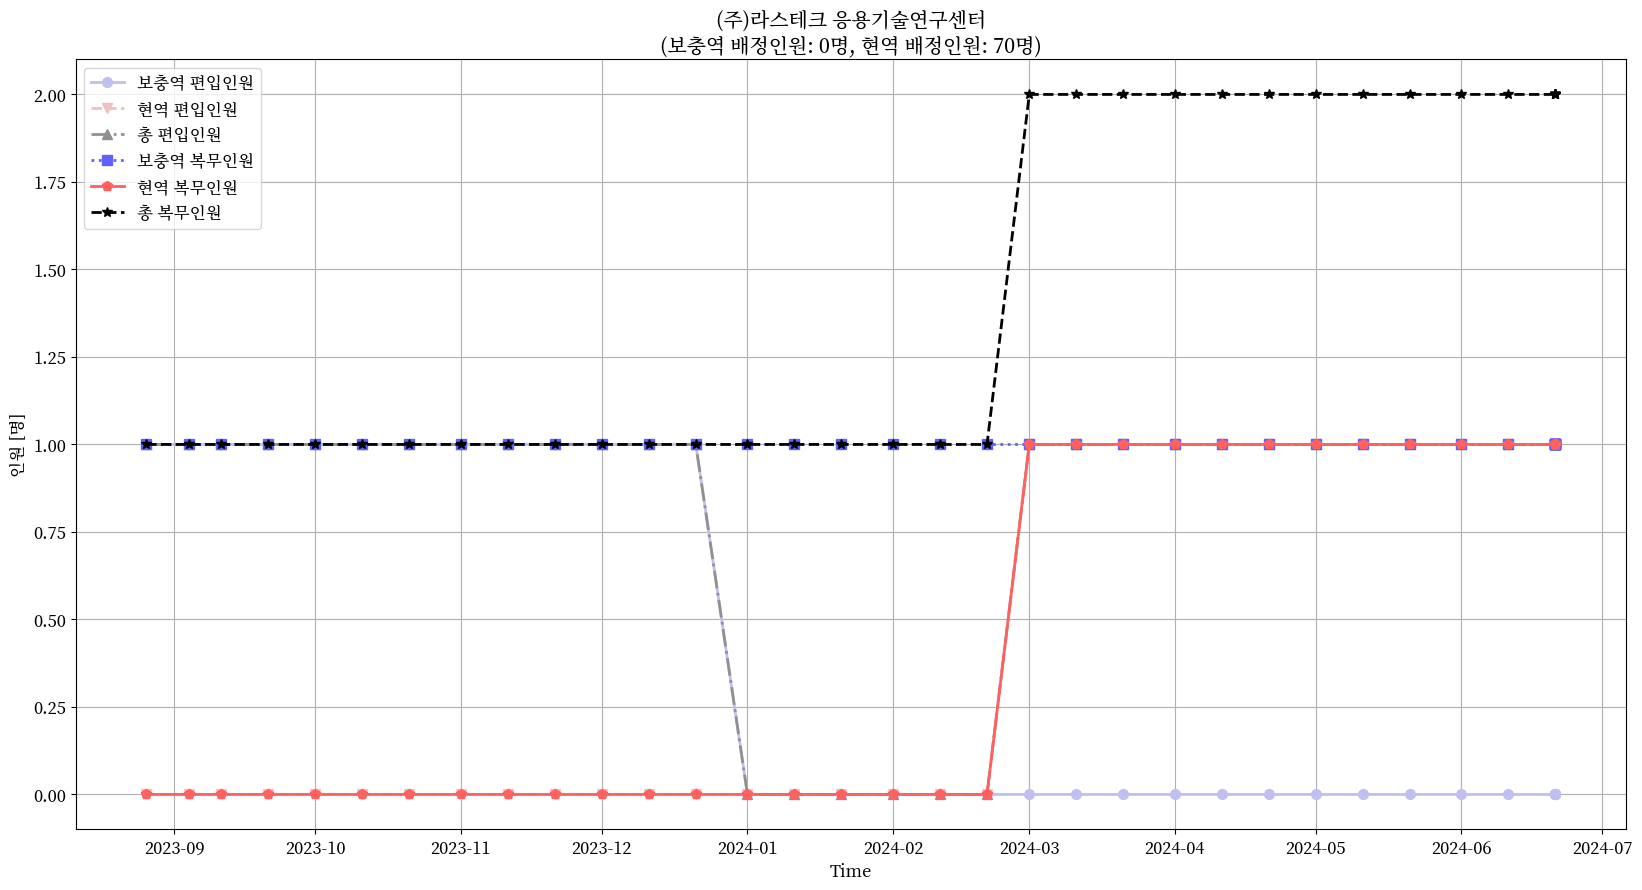 (주)라스테크 응용기술연구센터
(보충역 배정인원: 0명, 현역 배정인원: 70명)
보충역 편입인원
현역 편입인원
총 편입인원
보충역 복무인원
현역 복무인원
총 복무인원
2.00
1.75
1.50
1.25
1.00
0.75
0.50
0.25
0.00
인원 [명]
2023-09 2023-10 2023-11 2023-12 2024-01 2024-02 2024-03 2024-04 2024-05 2024-06 2024-07
Time